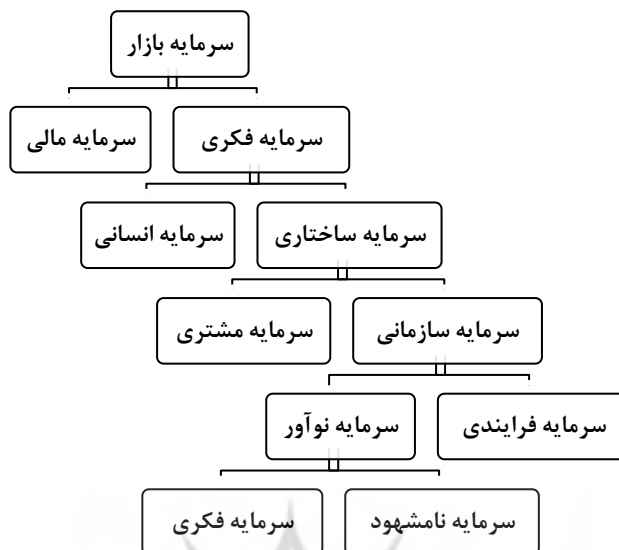 سرمایه بازار
سرمایه فکری
سرمایه مالی
سرمایه ساختاری
سرمایه انسانی
سرمایه سازمانی
سرمایه مشتری
سرمایه فرایندی
سرمایه نوآور
سرمایه نامشهود
سرمایه فکری